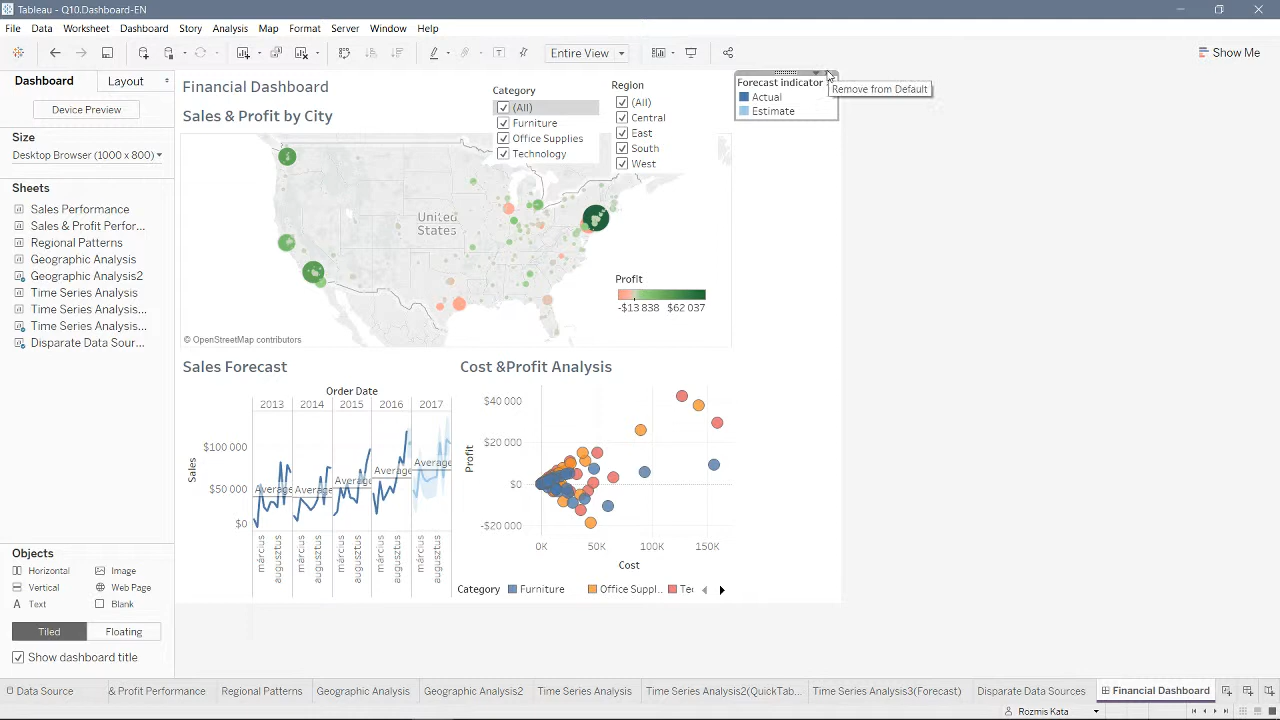 Tableau - Q10.Dashboard-EN
File Data Worksheet Dashboard Story Analysis Map Format Server Window Help
Entire View
Show Me
Dashboard Layout
Device Preview
Size
Desktop Browser (1000 x 800)
Sheets
Sales Performance
Sales & Profit Perfor...
Regional Patterns
Geographic Analysis
Geographic Analysis2
Time Series Analysis
Time Series Analysis...
Time Series Analysis...
Disparate Data Sour...
Objects
Horizontal Image
Vertical Web Page
A Text Blank
Tiled Floating
Show dashboard title
Financial Dashboard
Sales & Profit by City
Category
(All)
Furniture
Office Supplies
Technology
Region
(All)
Central
East
South
West
Forecast indicator
Actual
Estimate
Remove from Default
United
States
Profit
-$13 838 $62 037
© OpenStreetMap contributors
Sales Forecast
Order Date
2013 2014 2015 2016 2017
Sales
$100 000
$50 000
$0
Average Average Average Average Average
március augusztus március augusztus március augusztus március augusztus március augusztus
Cost &Profit Analysis
Profit
$40 000
$20 000
$0
-$20 000
0K 50K 100K 150K
Cost
Category Furniture Office Suppl.. Te
Data Source & Profit Performance Regional Patterns Geographic Analysis Geographic Analysis2 Time Series Analysis Time Series Analysis2(QuickTab... Time Series Analysis3(Forecast) Disparate Data Sources Financial Dashboard
Rozmis Kata